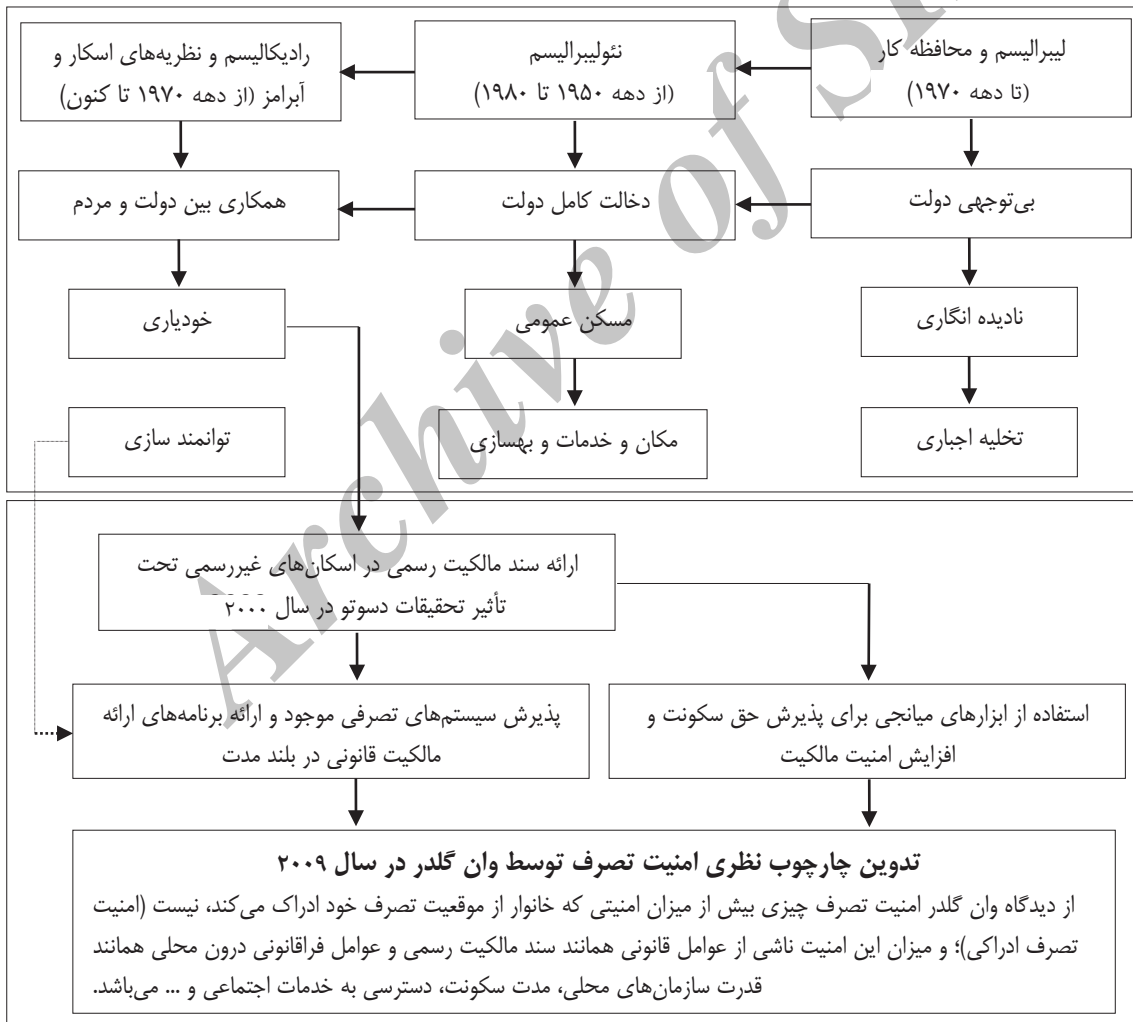 لیبرالیسم و محافظه کار
(تا دهه ۱۹۷۰)
نئولیبرالیسم
(از دهه ۱۹۵۰ تا ۱۹۸۰)
رادیکالیسم و نظریه‌های اسکار و
آبرامز (از دهه ۱۹۷۰ تا کنون)
بی‌توجهی دولت
دخالت کامل دولت
همکاری بین دولت و مردم
نادیده انگاری
مسکن عمومی
خودیاری
تخلیه اجباری
مکان و خدمات و بهسازی
توانمند سازی
ارائه سند مالکیت رسمی در اسکان‌های غیررسمی تحت
تأثیر تحقیقات دسوتو در سال ۲۰۰۰
استفاده از ابزارهای میانجی برای پذیرش حق سکونت و
افزایش امنیت مالکیت
پذیرش سیستم‌های تصرفی موجود و ارائه برنامه‌های ارائه
مالکیت قانونی در بلند مدت
تدوین چارچوب نظری امنیت تصرف توسط وان گلدر در سال ۲۰۰۹
از دیدگاه وان گلدر امنیت تصرف چیزی بیش از میزان امنیتی که خانوار از موقعیت تصرف خود ادراک می‌کند، نیست (امنیت
تصرف ادراکی)؛ و میزان این امنیت ناشی از عوامل قانونی همانند سند مالکیت رسمی و عوامل فراقانونی درون محلی همانند
قدرت سازمان‌های محلی، مدت سکونت، دسترسی به خدمات اجتماعی و ... می‌باشد.
Archive of S